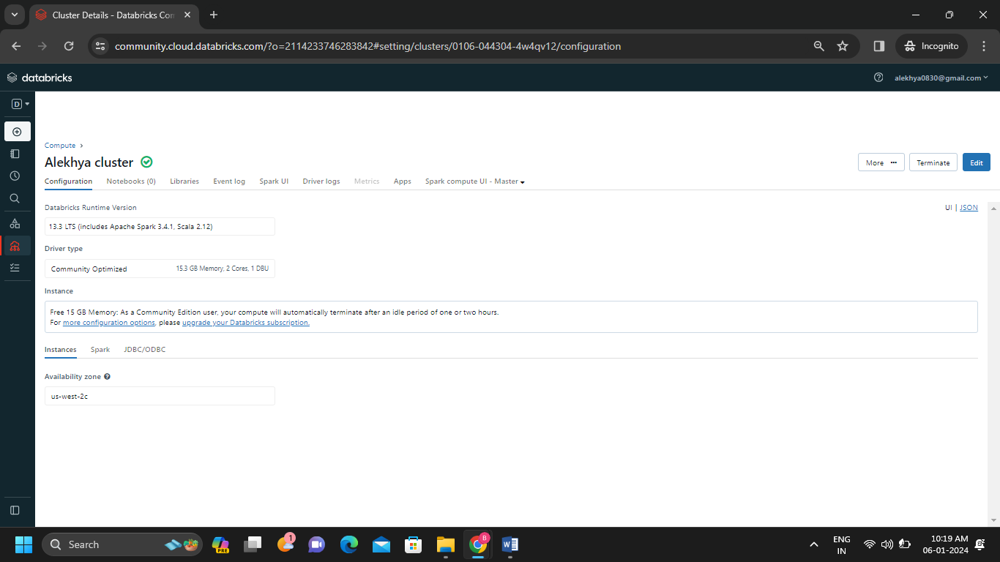 Cluster Details - Databricks Con
community.cloud.databricks.com/?o=2114233746283842#setting/clusters/0106-044304-4w4qv12/configuration
Incognito
databricks
alekhya0830@gmail.com
D
Compute >
Alekhya cluster
More ···
Terminate
Edit
Configuration Notebooks (0) Libraries Event log Spark UI Driver logs Metrics Apps Spark compute UI - Master
Databricks Runtime Version
UI | JSON
13.3 LTS (includes Apache Spark 3.4.1, Scala 2.12)
Driver type
Community Optimized 15.3 GB Memory, 2 Cores, 1 DBU
Instance
Free 15 GB Memory: As a Community Edition user, your compute will automatically terminate after an idle period of one or two hours.
For more configuration options, please upgrade your Databricks subscription.
Instances Spark JDBC/ODBC
Availability zone ?
us-west-2c
Search
PRE
1
8
W
ENG
IN
10:19 AM
06-01-2024